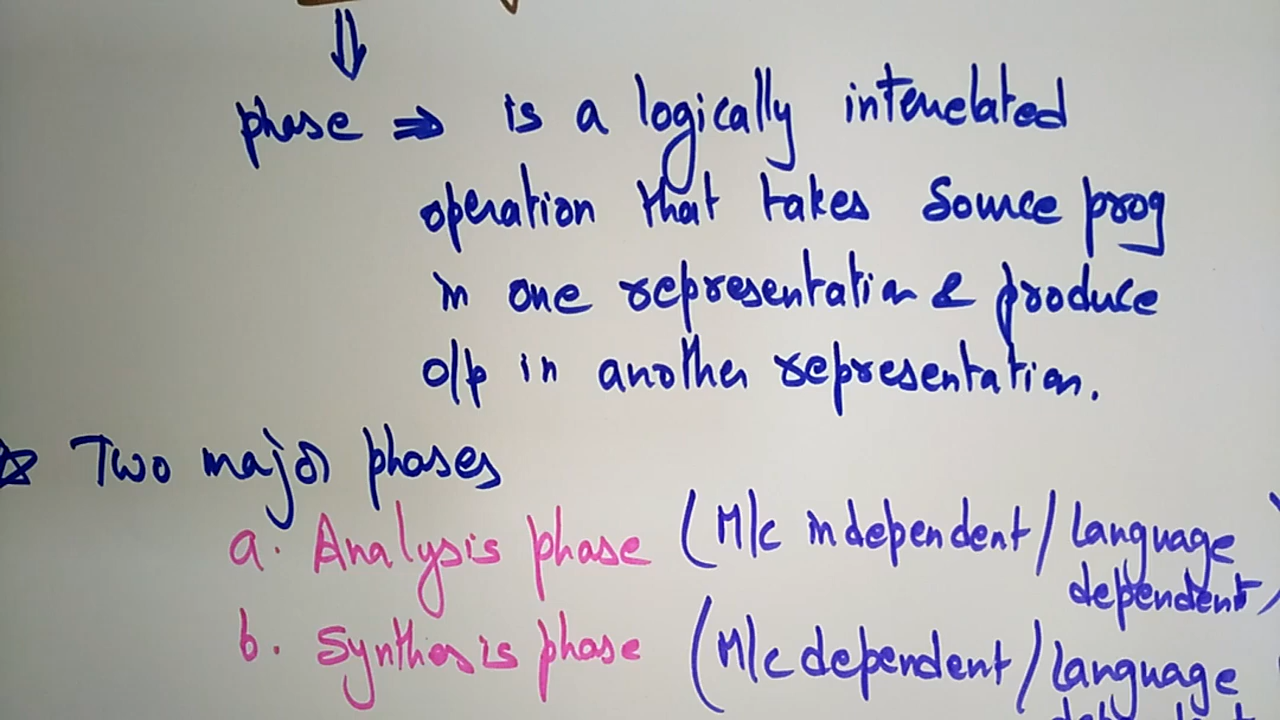 phase ⇒ is a logically interrelated
operation that takes Source prog
in one representation & produce
o/p in another representation.
☆ Two major phases
a. Analysis phase (M/c independent/language
dependent)
b. Synthesis phase (M/c dependent/language